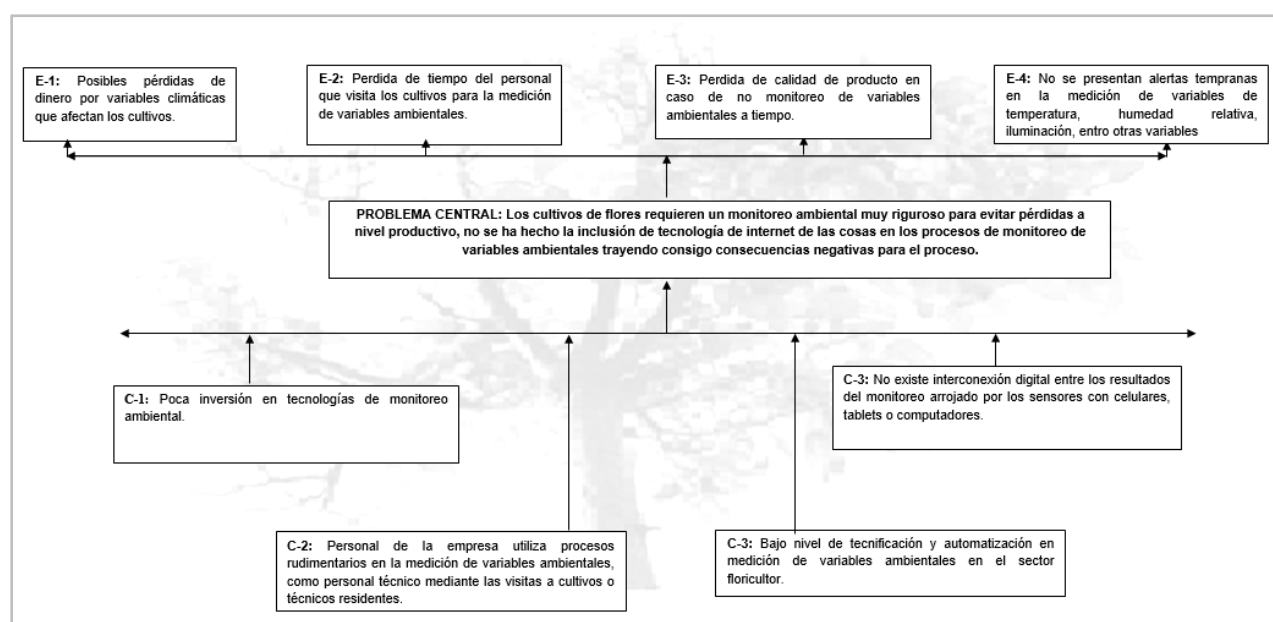 E-1: Posibles pérdidas de
dinero por variables climáticas
que afectan los cultivos.
E-2: Perdida de tiempo del personal
que visita los cultivos para la medición
de variables ambientales.
E-3: Perdida de calidad de producto en
caso de no monitoreo de variables
ambientales a tiempo.
E-4: No se presentan alertas tempranas
en la medición de variables de
temperatura, humedad relativa,
iluminación, entro otras variables
PROBLEMA CENTRAL: Los cultivos de flores requieren un monitoreo ambiental muy riguroso para evitar pérdidas a
nivel productivo, no se ha hecho la inclusión de tecnología de internet de las cosas en los procesos de monitoreo de
variables ambientales trayendo consigo consecuencias negativas para el proceso.
C-1: Poca inversión en tecnologías de monitoreo
ambiental.
C-3: No existe interconexión digital entre los resultados
del monitoreo arrojado por los sensores con celulares,
tablets o computadores.
C-2: Personal de la empresa utiliza procesos
rudimentarios en la medición de variables ambientales,
como personal técnico mediante las visitas a cultivos o
técnicos residentes.
C-3: Bajo nivel de tecnificación y automatización en
medición de variables ambientales en el sector
floricultor.